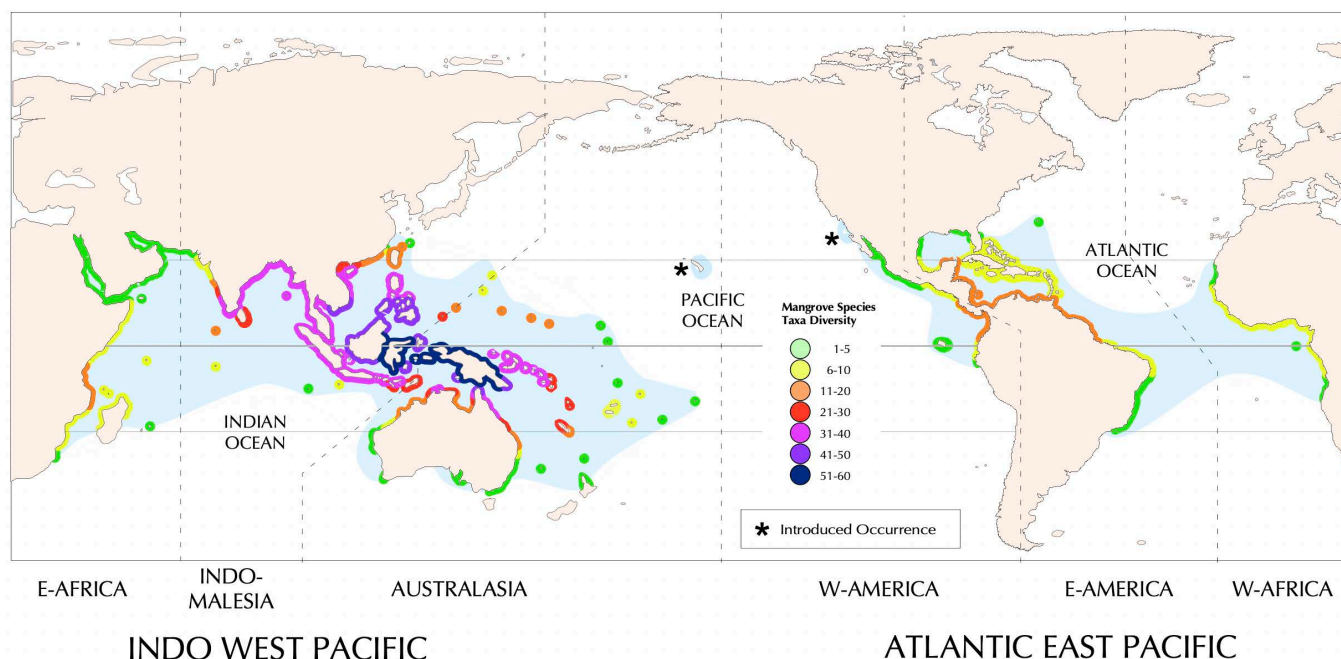 INDIAN
OCEAN
PACIFIC
OCEAN
ATLANTIC
OCEAN
Mangrove Species
Taxa Diversity
1-5
6-10
11-20
21-30
31-40
41-50
51-60
* Introduced Occurrence
E-AFRICA
INDO-
MALESIA
AUSTRALASIA
W-AMERICA
E-AMERICA
W-AFRICA
INDO WEST PACIFIC
ATLANTIC EAST PACIFIC